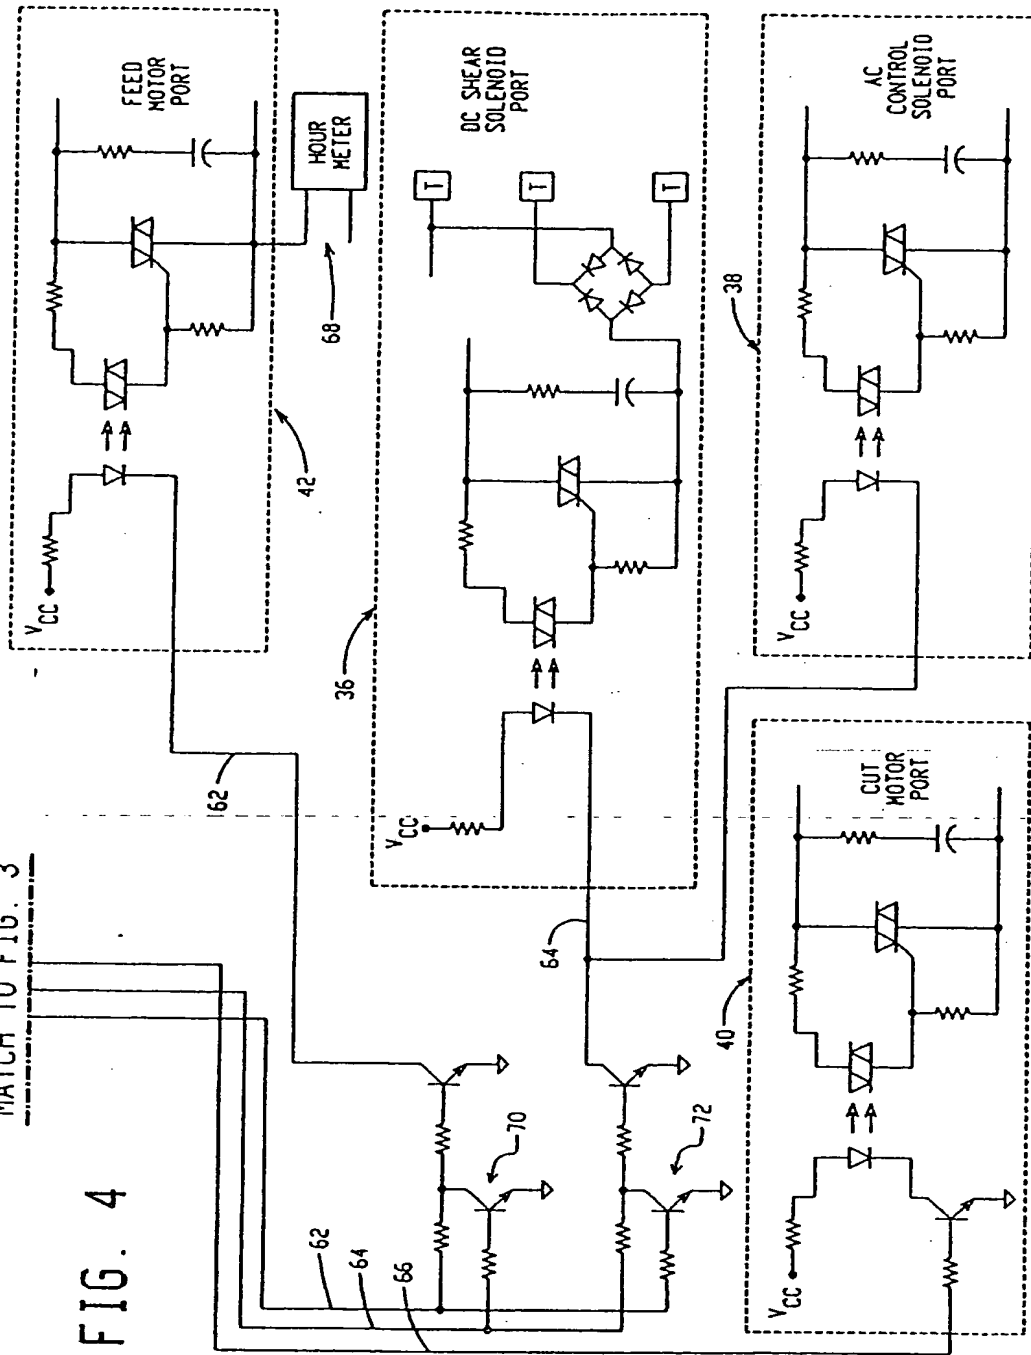 MATCH TO FIG. 3
FIG. 4
FEED
MOTOR
PORT
VCC
42
HOUR
METER
68
62
DC SHEAR
SOLENOID
PORT
T
T
T
36
VCC
64
AC
CONTROL
SOLENOID
PORT
38
VCC
CUT
MOTOR
PORT
40
VCC
70
72
62
64
66